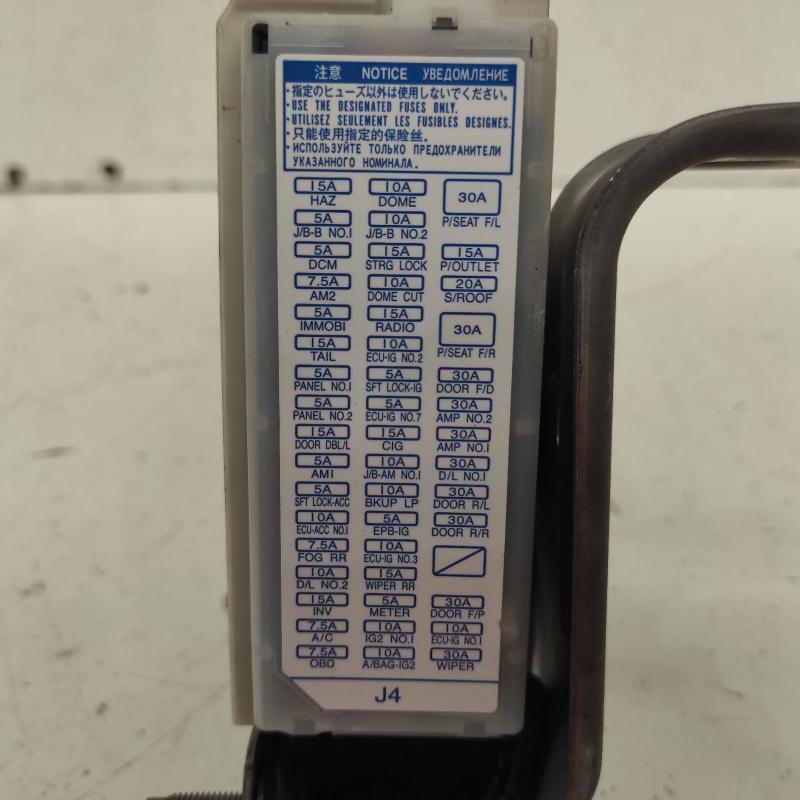 注意 NOTICE УВЕДОМЛЕНИЕ
・指定のヒューズ以外は使用しないでください。
・USE THE DESIGNATED FUSES ONLY.
・UTILISEZ SEULEMENT LES FUSIBLES DESIGNES.
・只能使用指定的保险丝。
・ИСПОЛЬЗУЙТЕ ТОЛЬКО ПРЕДОХРАНИТЕЛИ
УКАЗАННОГО НОМИНАЛА.
15A 10A 30A
HAZ DOME
P/SEAT F/L
5A 10A
J/B-B NO.1 J/B-B NO.2
5A 15A 15A
DCM STRG LOCK P/OUTLET
7.5A 10A 20A
AM2 DOME CUT S/ROOF
5A 15A 30A
IMMOBI RADIO
15A 10A
P/SEAT F/R
TAIL ECU-IG NO.2
5A 5A 30A
PANEL NO.1 SFT LOCK-IG DOOR F/D
5A 5A 30A
PANEL NO.2 ECU-IG NO.7 AMP NO.2
15A 15A 30A
DOOR DBL/L CIG AMP NO.1
5A 10A 30A
AM1 J/B-AM NO.1 D/L NO.1
5A 10A 30A
SFT LOCK-ACC BKUP LP DOOR R/L
10A 5A 30A
ECU-ACC NO.1 EPB-IG DOOR R/R
7.5A 10A
FOG RR ECU-IG NO.3
10A 15A
D/L NO.2 WIPER RR
15A 5A 30A
INV METER DOOR F/P
7.5A 10A 10A
A/C IG2 NO.1 ECU-IG NO.1
7.5A 10A 30A
OBD A/BAG-IG2 WIPER
J4